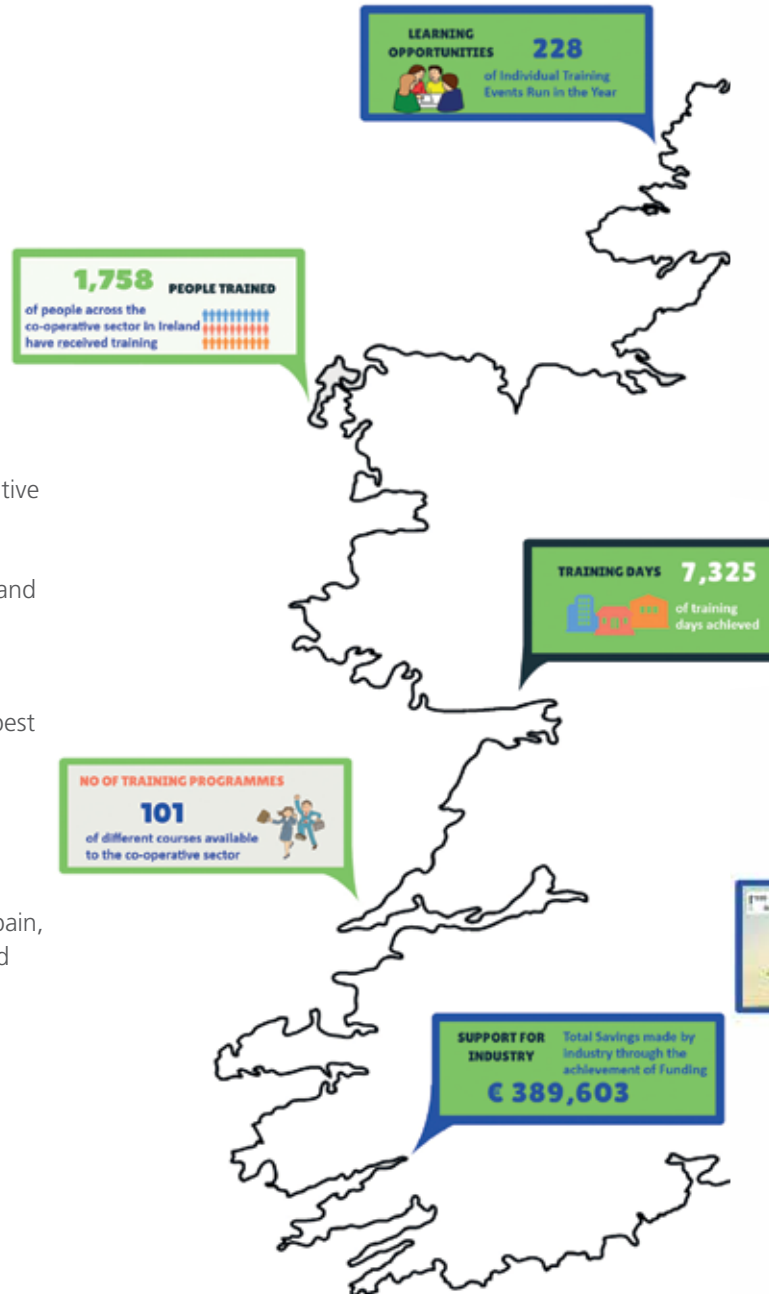 LEARNING
OPPORTUNITIES 228
of Individual Training
Events Run in the Year
1,758 PEOPLE TRAINED
of people across the
co-operative sector in Ireland
have received training
tive
and
TRAINING DAYS 7,325
of training
days achieved
best
NO OF TRAINING PROGRAMMES
101
of different courses available
to the co-operative sector
pain,
d
SUPPORT FOR
INDUSTRY
Total Savings made by
industry through the
achievement of Funding
€ 389,603